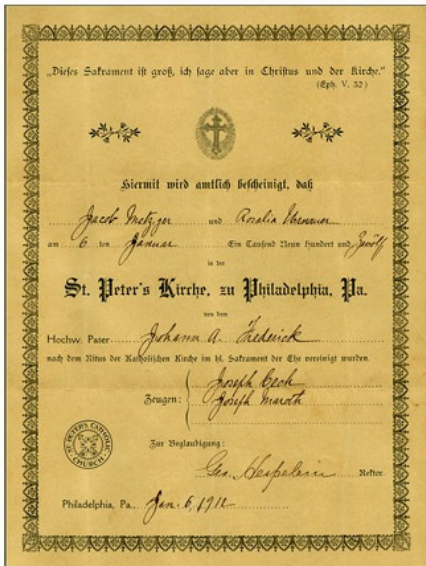 „Dieses Sakrament ist groß, ich sage aber in Christus und der Kirche."
(Eph. V. 32)
Hiermit wird amtlich bescheinigt, daß
Jacob Metzger und Rosalia
am 6 ten Januar Ein Tausend Neun Hundert und Zwölf
in der
St. Peter's Kirche, zu Philadelphia, Pa.
von dem
Hochw. Pater Johann A. Frederick
nach dem Ritus der Katholischen Kirche im hl. Sakrament der Ehe vereinigt wurden.
Joseph Cech
Zeugen: Joseph Maroth
ST. PETER'S CATHOLIC CHURCH
Zur Beglaubigung:
Geo. Rektor.
Philadelphia, Pa., Jan. 6, 1912